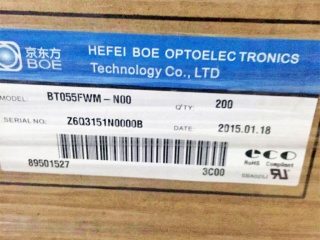 京东方
BOE
HEFEI BOE OPTOELECTRONICS
Technology Co., LTD
MODEL: BT055FWM-N00 Q'TY 200
SERIAL NO. Z6Q3151N0000B DATE 2015.01.18
89501527 3C00
eco
RoHS Compliant